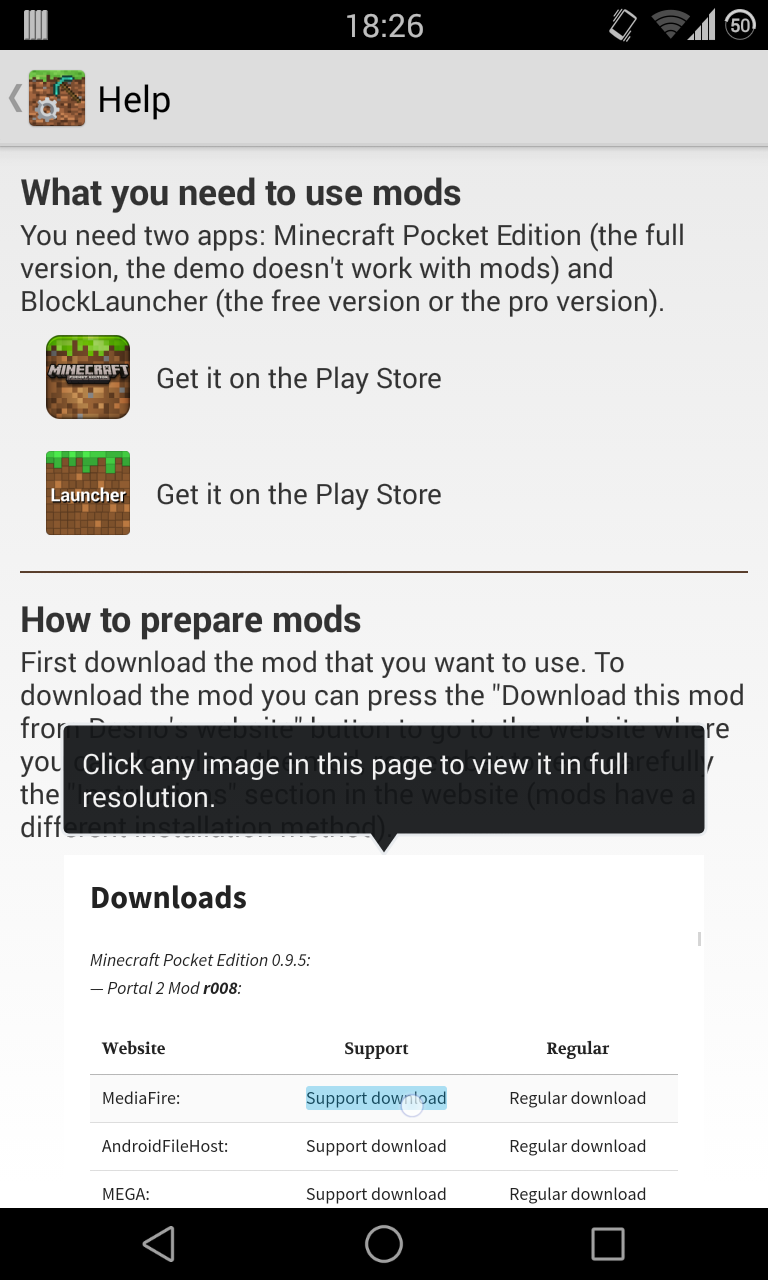 18:26
50
Help
What you need to use mods
You need two apps: Minecraft Pocket Edition (the full
version, the demo doesn't work with mods) and
BlockLauncher (the free version or the pro version).
MINECRAFT
POCKET EDITION
Get it on the Play Store
Launcher
Get it on the Play Store
How to prepare mods
First download the mod that you want to use. To
download the mod you can press the "Download this mod
from Desno's website" button to go to the website where
you carefully
the "Instructions" section in the website (mods have a
different installation method).
Click any image in this page to view it in full
resolution.
Downloads
Minecraft Pocket Edition 0.9.5:
— Portal 2 Mod r008:
Website Support Regular
MediaFire: Support download Regular download
AndroidFileHost: Support download Regular download
MEGA: Support download Regular download